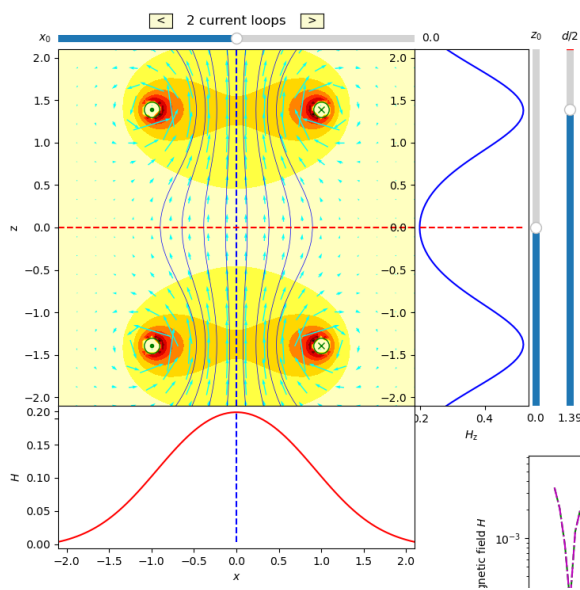 < 2 current loops >
x₀ 0.0
z₀ d/2
2.0 2.0
1.5 1.5
1.0 1.0
0.5 0.5
z 0.0 0.0
−0.5 −0.5
−1.0 −1.0
−1.5 −1.5
−2.0 −2.0
0.2 0.4 0.0 1.39
H_z
0.20
0.15
H 0.10
0.05
0.00
−2.0 −1.5 −1.0 −0.5 0.0 0.5 1.0 1.5 2.0
x
10⁻³
gnetic field H